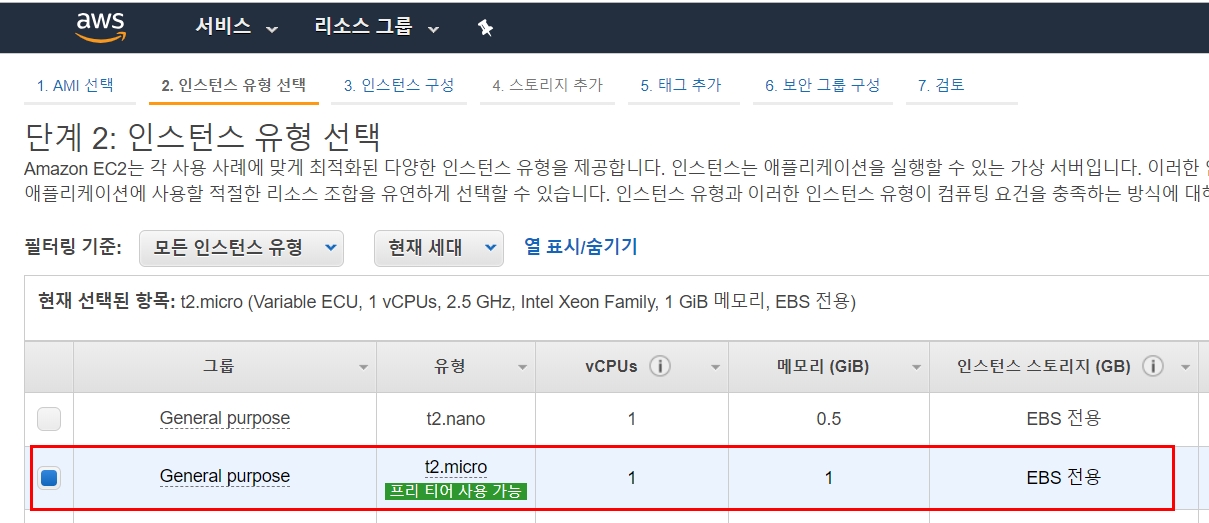 aws 서비스 리소스 그룹
1. AMI 선택 2. 인스턴스 유형 선택 3. 인스턴스 구성 4. 스토리지 추가 5. 태그 추가 6. 보안 그룹 구성 7. 검토
단계 2: 인스턴스 유형 선택
Amazon EC2는 각 사용 사례에 맞게 최적화된 다양한 인스턴스 유형을 제공합니다. 인스턴스는 애플리케이션을 실행할 수 있는 가상 서버입니다. 이러한
애플리케이션에 사용할 적절한 리소스 조합을 유연하게 선택할 수 있습니다. 인스턴스 유형과 이러한 인스턴스 유형이 컴퓨팅 요건을 충족하는 방식에 대해
필터링 기준: 모든 인스턴스 유형 현재 세대 열 표시/숨기기
현재 선택된 항목: t2.micro (Variable ECU, 1 vCPUs, 2.5 GHz, Intel Xeon Family, 1 GiB 메모리, EBS 전용)
그룹 유형 vCPUs 메모리 (GiB) 인스턴스 스토리지 (GB)
General purpose t2.nano 1 0.5 EBS 전용
General purpose t2.micro 1 1 EBS 전용
프리 티어 사용 가능